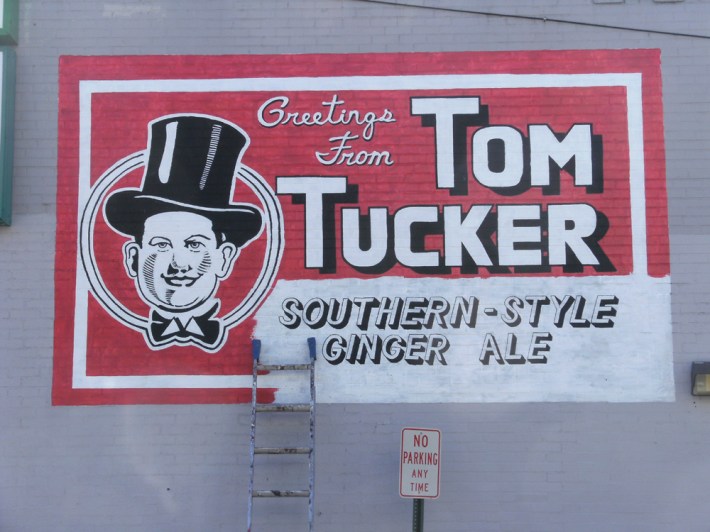 Greetings
From
TOM
TUCKER
SOUTHERN-STYLE
GINGER ALE
NO
PARKING
ANY
TIME